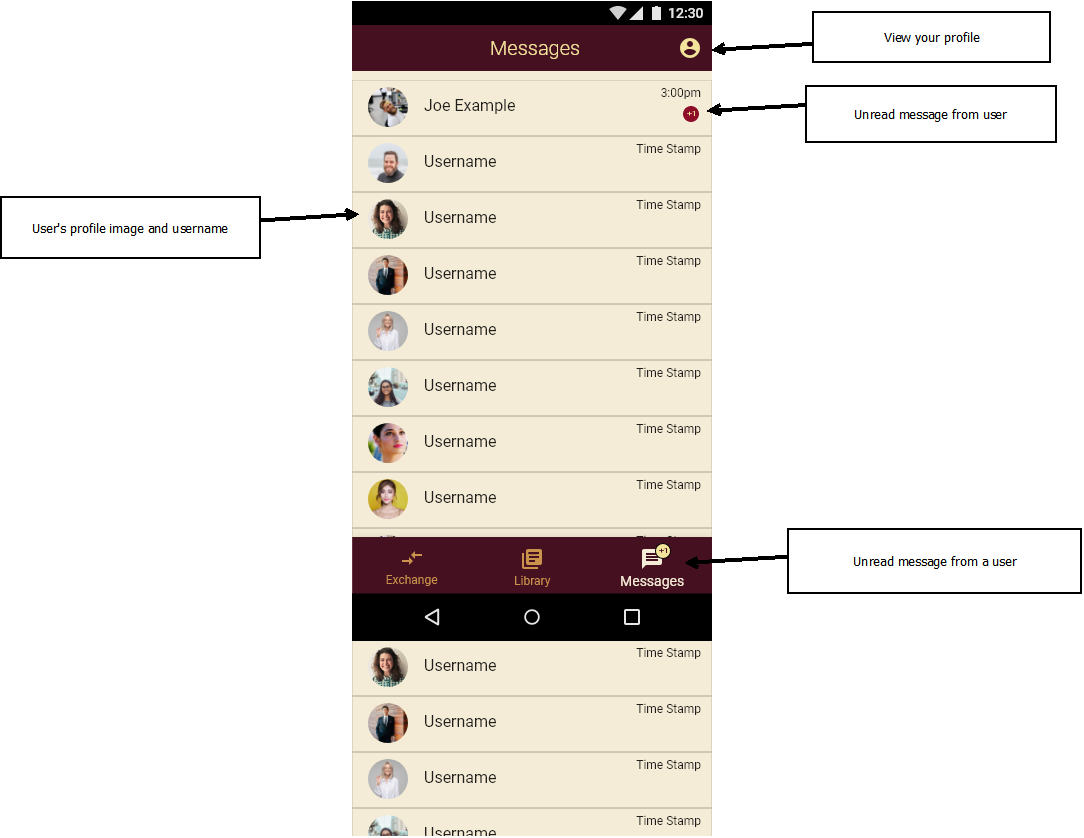 12:30
Messages
View your profile
Joe Example
3:00pm
+1
Unread message from user
Username
Time Stamp
Username
Time Stamp
User's profile image and username
Username
Time Stamp
Username
Time Stamp
Username
Time Stamp
Username
Time Stamp
Username
Time Stamp
Time Stamp
+1
Exchange
Library
Messages
Unread message from a user
Username
Time Stamp
Username
Time Stamp
Username
Time Stamp
Username
Time Stamp